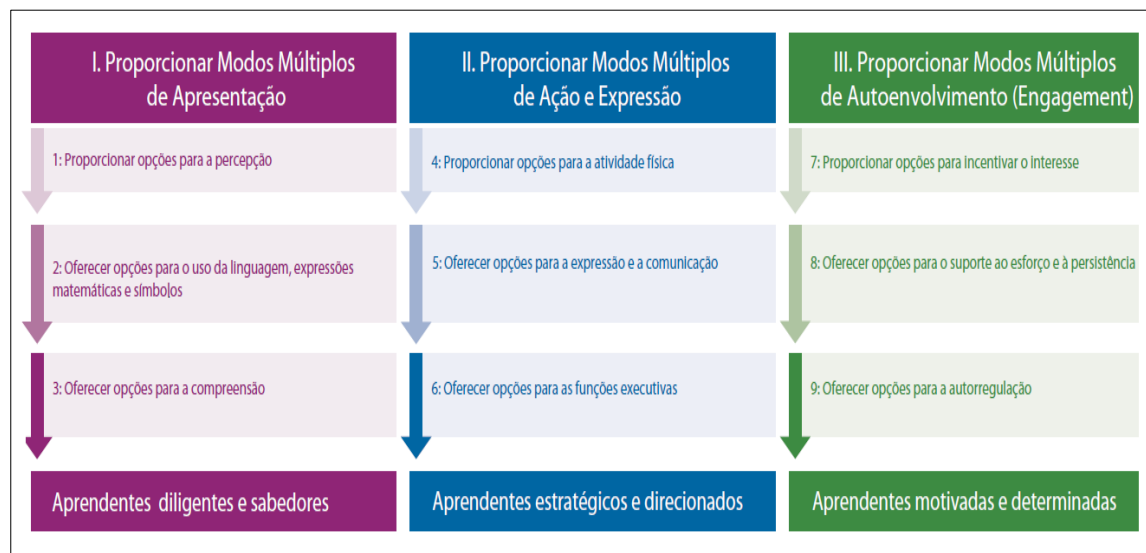 I. Proporcionar Modos Múltiplos
de Apresentação
1: Proporcionar opções para a percepção
2: Oferecer opções para o uso da linguagem, expressões
matemáticas e símbolos
3: Oferecer opções para a compreensão
Aprendentes diligentes e sabedores
II. Proporcionar Modos Múltiplos
de Ação e Expressão
4: Proporcionar opções para a atividade física
5: Oferecer opções para a expressão e a comunicação
6: Oferecer opções para as funções executivas
Aprendentes estratégicos e direcionados
III. Proporcionar Modos Múltiplos
de Autoenvolvimento (Engagement)
7: Proporcionar opções para incentivar o interesse
8: Oferecer opções para o suporte ao esforço e à persistência
9: Oferecer opções para a autorregulação
Aprendentes motivadas e determinadas